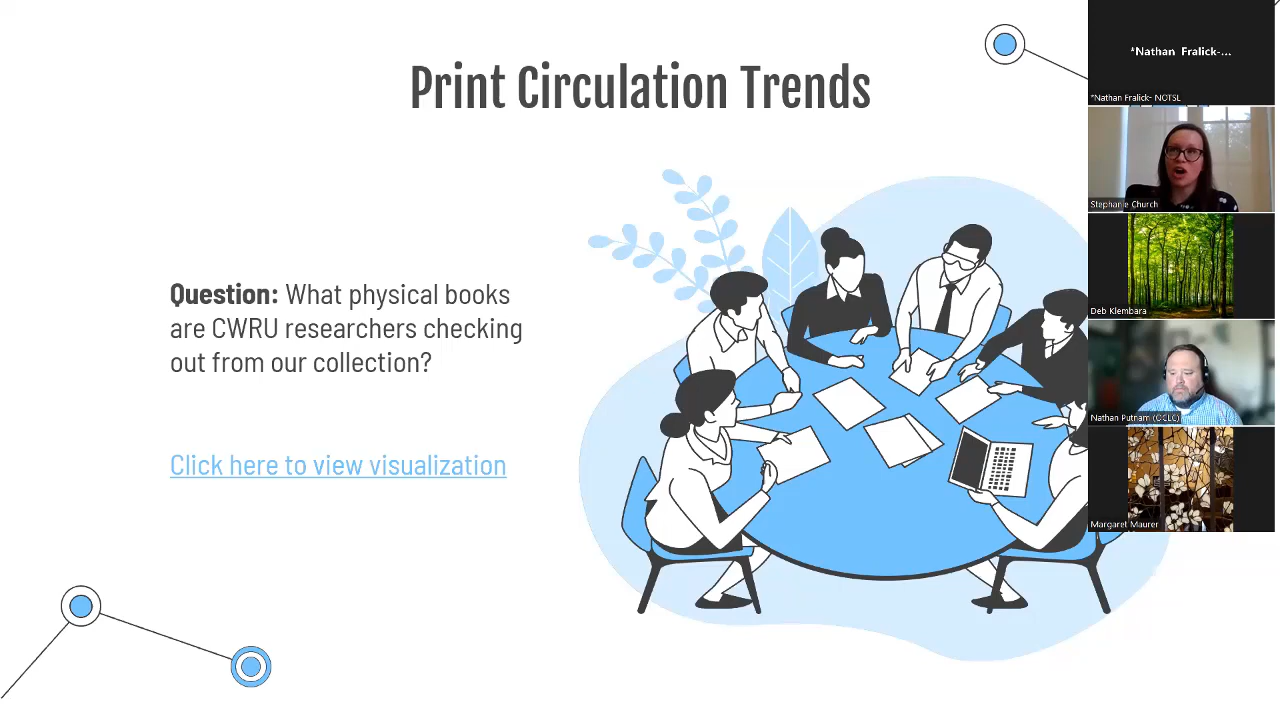 Print Circulation Trends
Question: What physical books
are CWRU researchers checking
out from our collection?
Click here to view visualization
*Nathan Fralick-...
*Nathan Fralick- NOTSL
Stephanie Church
Deb Klembara
Nathan Putnam (OCLC)
Margaret Maurer